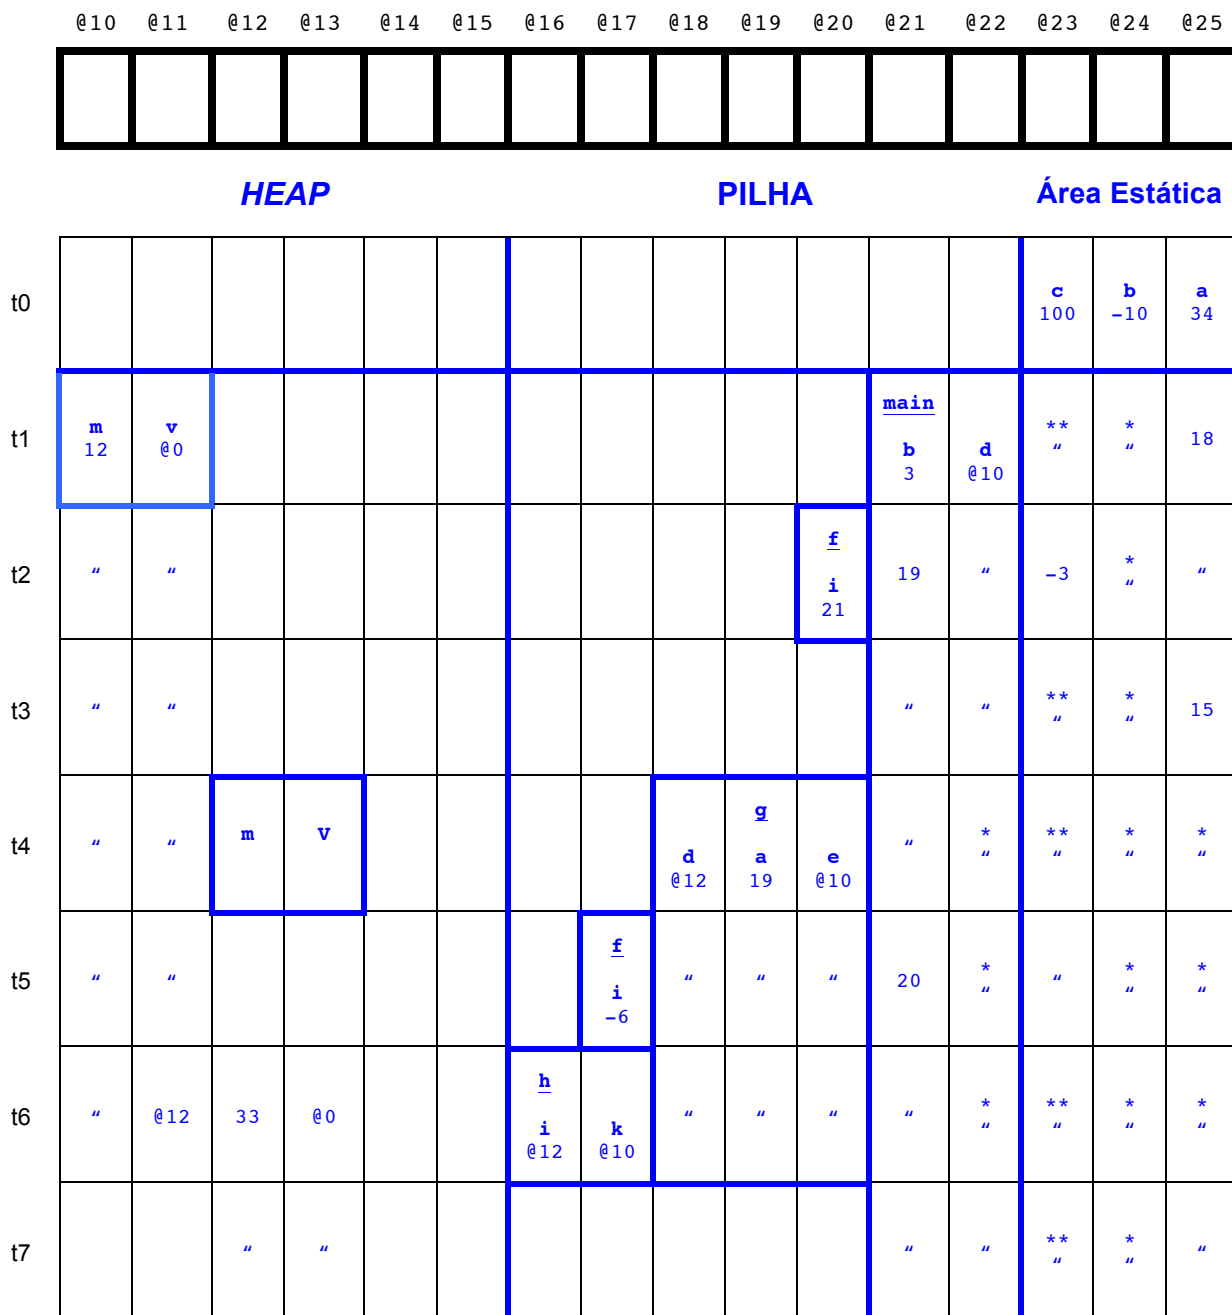 @10 @11 @12 @13 @14 @15 @16 @17 @18 @19 @20 @21 @22 @23 @24 @25
HEAP PILHA Área Estática
t0
c b a
100 -10 34
t1
main
m v ** * 18
12 @0 b d “ “
3 @10
t2
f
“ “ 19 “ -3 * “
i “
21
t3
“ “ “ “ ** * 15
“ “
t4
g
“ “ m V “ * ** * *
d a e “ “ “ “
@12 19 @10
t5
f
“ “ “ “ “ 20 * “ * *
i “ “ “
-6
t6
h
“ @12 33 @0 “ “ “ “ * ** * *
i k “ “ “ “
@12 @10
t7
“ “ “ “ ** * “
“ “